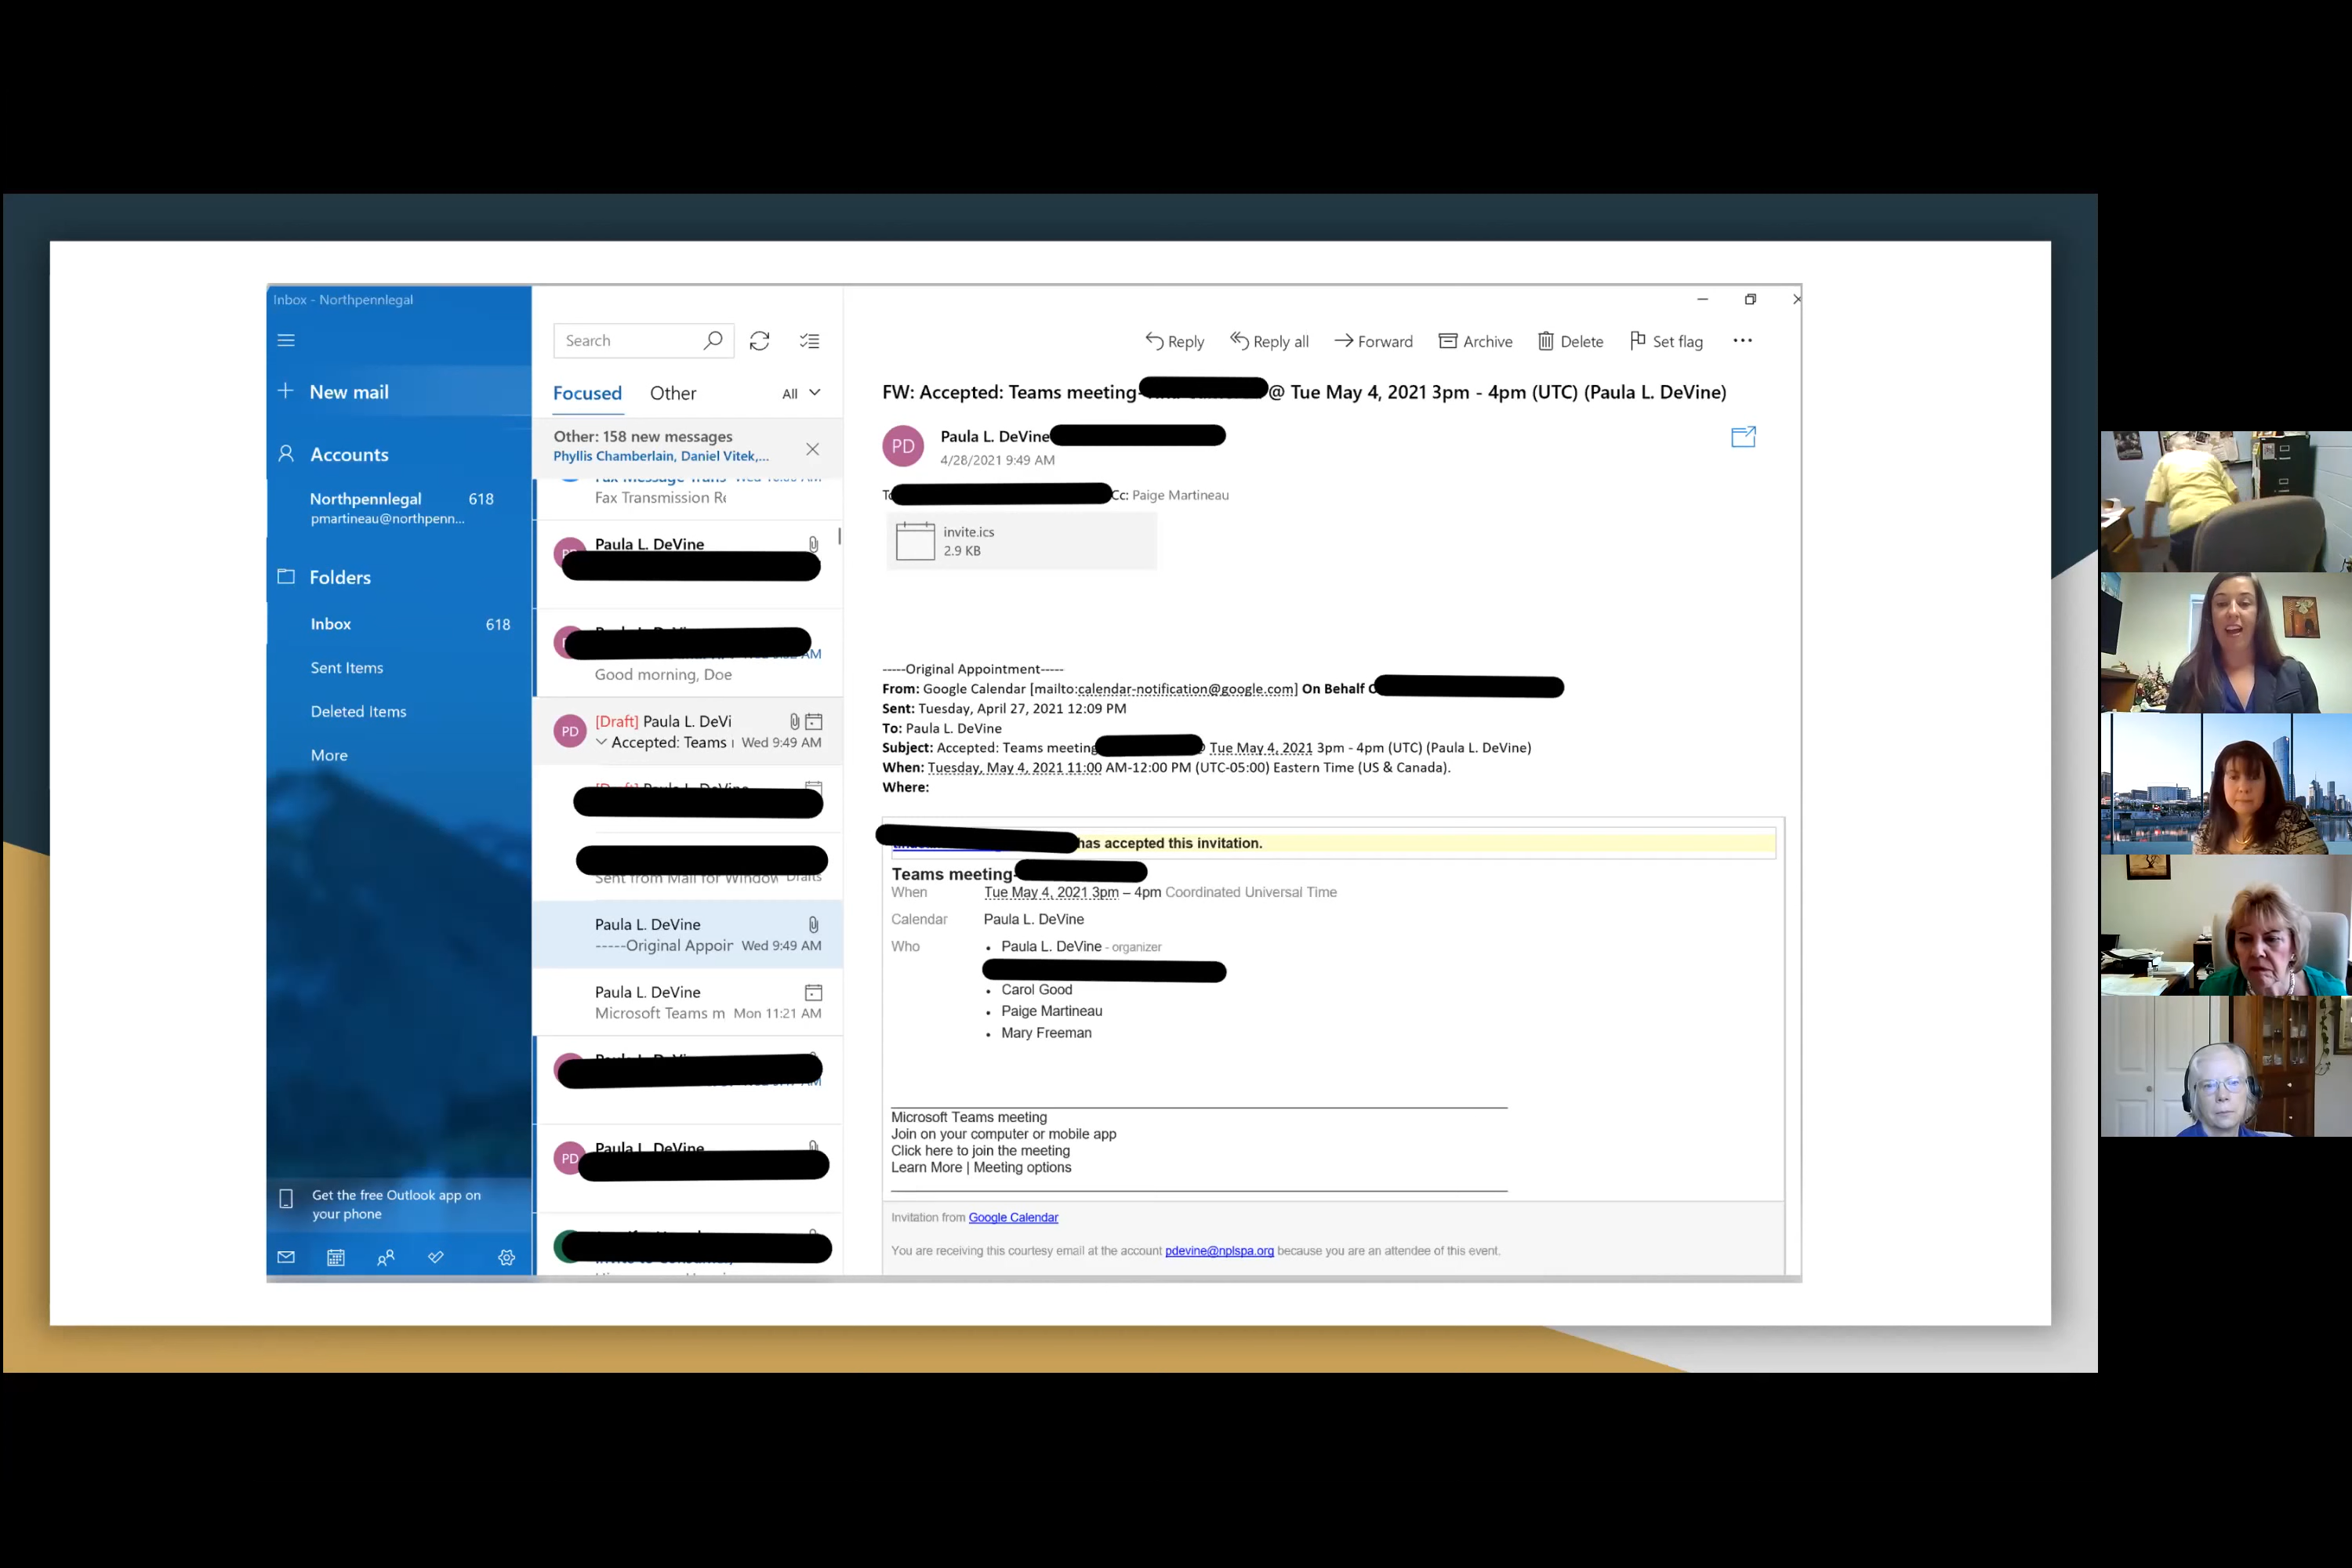 Inbox - Northpennlegal
New mail
Accounts
Northpennlegal 618
pmartineau@northpenn...
Folders
Inbox 618
Sent Items
Deleted Items
More
Get the free Outlook app on
your phone
Search
Focused Other All
Other: 158 new messages
Phyllis Chamberlain, Daniel Vitek,...
Fax Transmission Re
Paula L. DeVine
AM
Good morning, Doe
[Draft] Paula L. DeVi
Accepted: Teams Wed 9:49 AM
Sent from Mail for Window Drafts
Paula L. DeVine
-----Original Appoir Wed 9:49 AM
Paula L. DeVine
Microsoft Teams m Mon 11:21 AM
PD Paula L. DeVine
Reply Reply all Forward Archive Delete Set flag ...
FW: Accepted: Teams meeting- @ Tue May 4, 2021 3pm - 4pm (UTC) (Paula L. DeVine)
PD Paula L. DeVine
4/28/2021 9:49 AM
Cc: Paige Martineau
invite.ics
2.9 KB
-----Original Appointment-----
From: Google Calendar [mailto:calendar-notification@google.com] On Behalf
Sent: Tuesday, April 27, 2021 12:09 PM
To: Paula L. DeVine
Subject: Accepted: Teams meeting Tue May 4, 2021 3pm - 4pm (UTC) (Paula L. DeVine)
When: Tuesday, May 4, 2021 11:00 AM-12:00 PM (UTC-05:00) Eastern Time (US & Canada).
Where:
has accepted this invitation.
Teams meeting-
When Tue May 4, 2021 3pm – 4pm Coordinated Universal Time
Calendar Paula L. DeVine
Who • Paula L. DeVine - organizer
• Carol Good
• Paige Martineau
• Mary Freeman
Microsoft Teams meeting
Join on your computer or mobile app
Click here to join the meeting
Learn More | Meeting options
Invitation from Google Calendar
You are receiving this courtesy email at the account pdevine@nplspa.org because you are an attendee of this event.